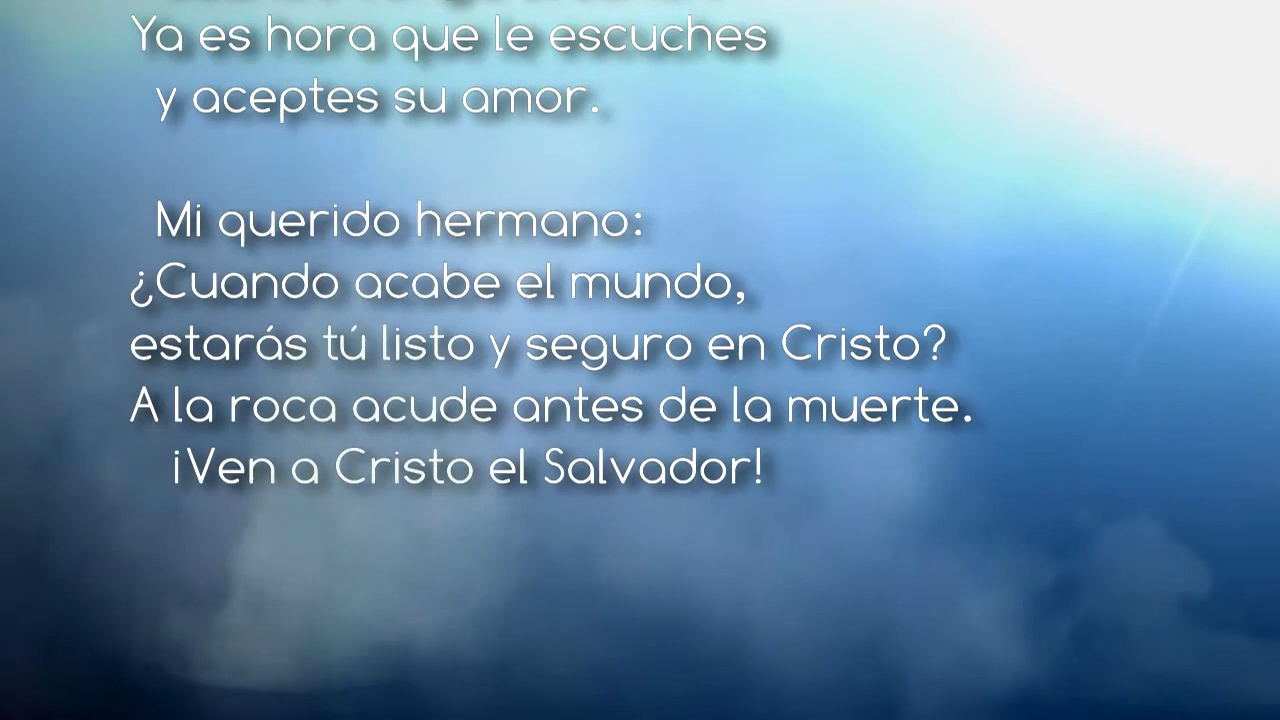 Ya es hora que le escuches
y aceptes su amor.
Mi querido hermano:
¿Cuando acabe el mundo,
estarás tú listo y seguro en Cristo?
A la roca acude antes de la muerte.
¡Ven a Cristo el Salvador!